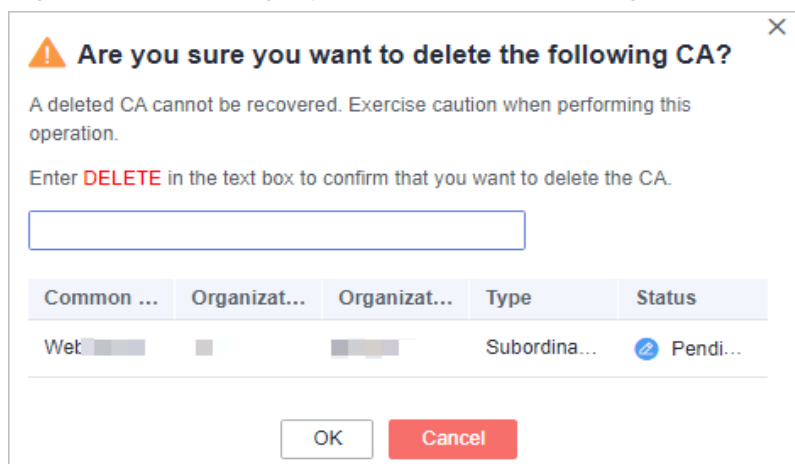 Are you sure you want to delete the following CA?
A deleted CA cannot be recovered. Exercise caution when performing this
operation.
Enter DELETE in the text box to confirm that you want to delete the CA.
Common ... Organizat... Organizat... Type Status
Subordina... Pendi...
OK Cancel